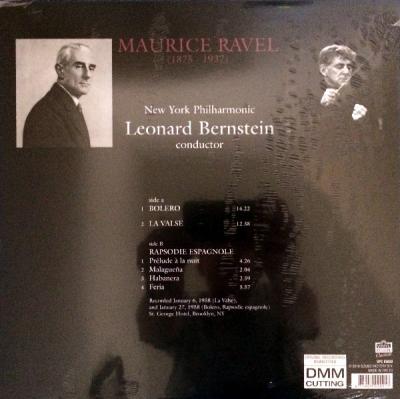 MAURICE RAVEL
(1875 - 1937)
New York Philharmonic
Leonard Bernstein
conductor
side a
1 BOLERO 14.22
2 LA VALSE 12.38
side B
RAPSODIE ESPAGNOLE
1 Prélude à la nuit 4.26
2 Malagueña 2.04
3 Habanera 2.59
4 Feria 5.57
Recorded January 6, 1958 (La Valse),
and January 27, 1958 (Bolero, Rapsodie espagnole)
St. George Hotel, Brooklyn, NY
DMM
CUTTING